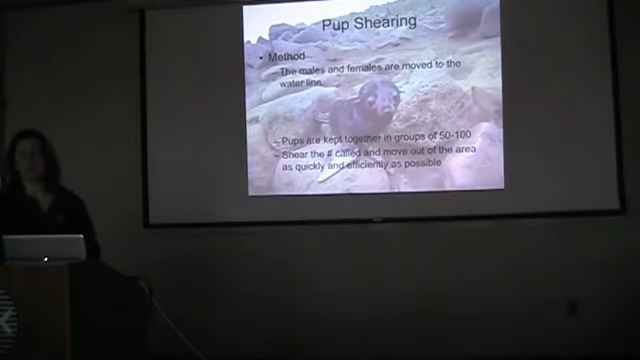 Pup Shearing
• Method
– The males and females are moved to the
water line.
– Pups are kept together in groups of 50-100
– Shear the # called and move out of the area
as quickly and efficiently as possible